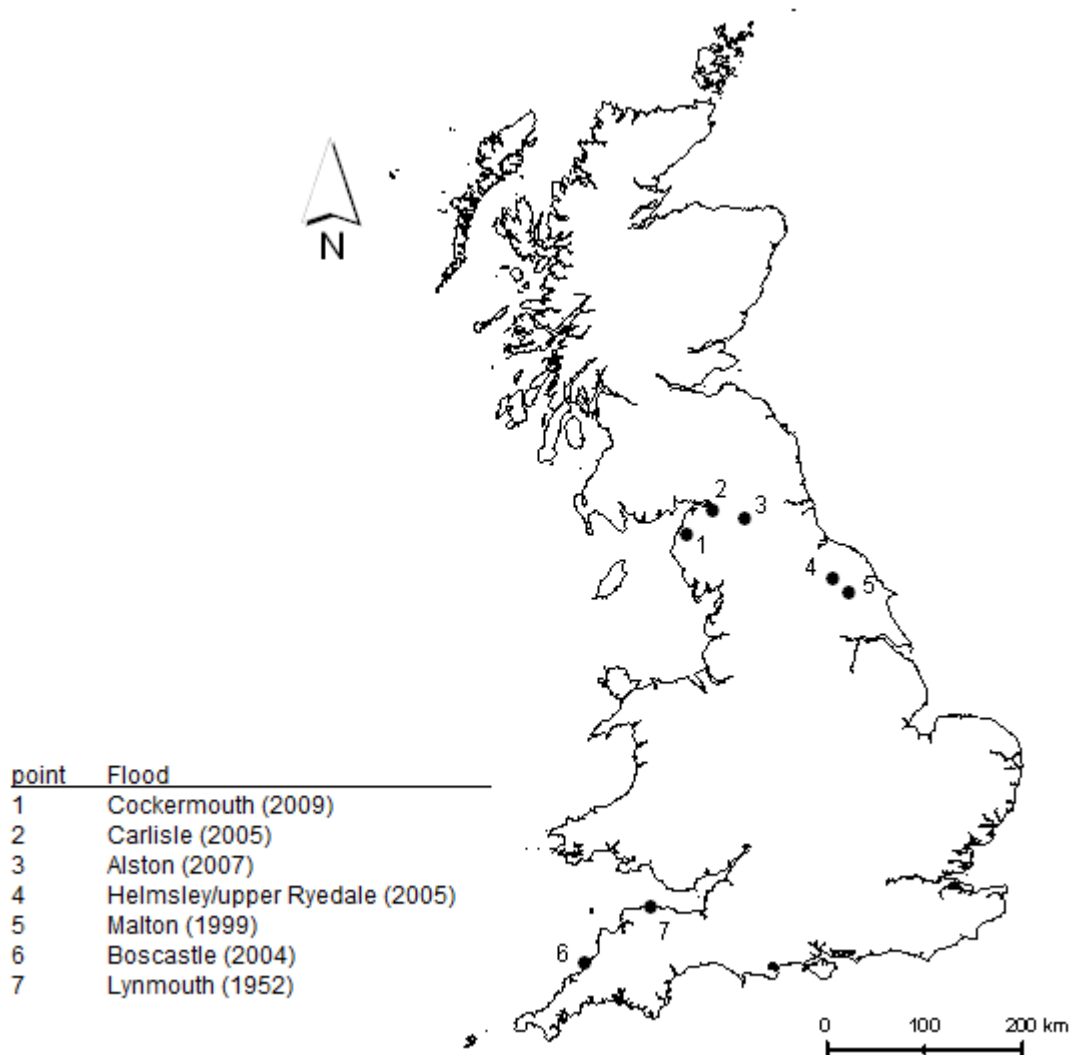 N
2
3
1
4
5
point Flood
1 Cockermouth (2009)
2 Carlisle (2005)
3 Alston (2007)
4 Helmsley/upper Ryedale (2005)
5 Malton (1999)
6 Boscastle (2004)
7 Lynmouth (1952)
7
6
0 100 200 km